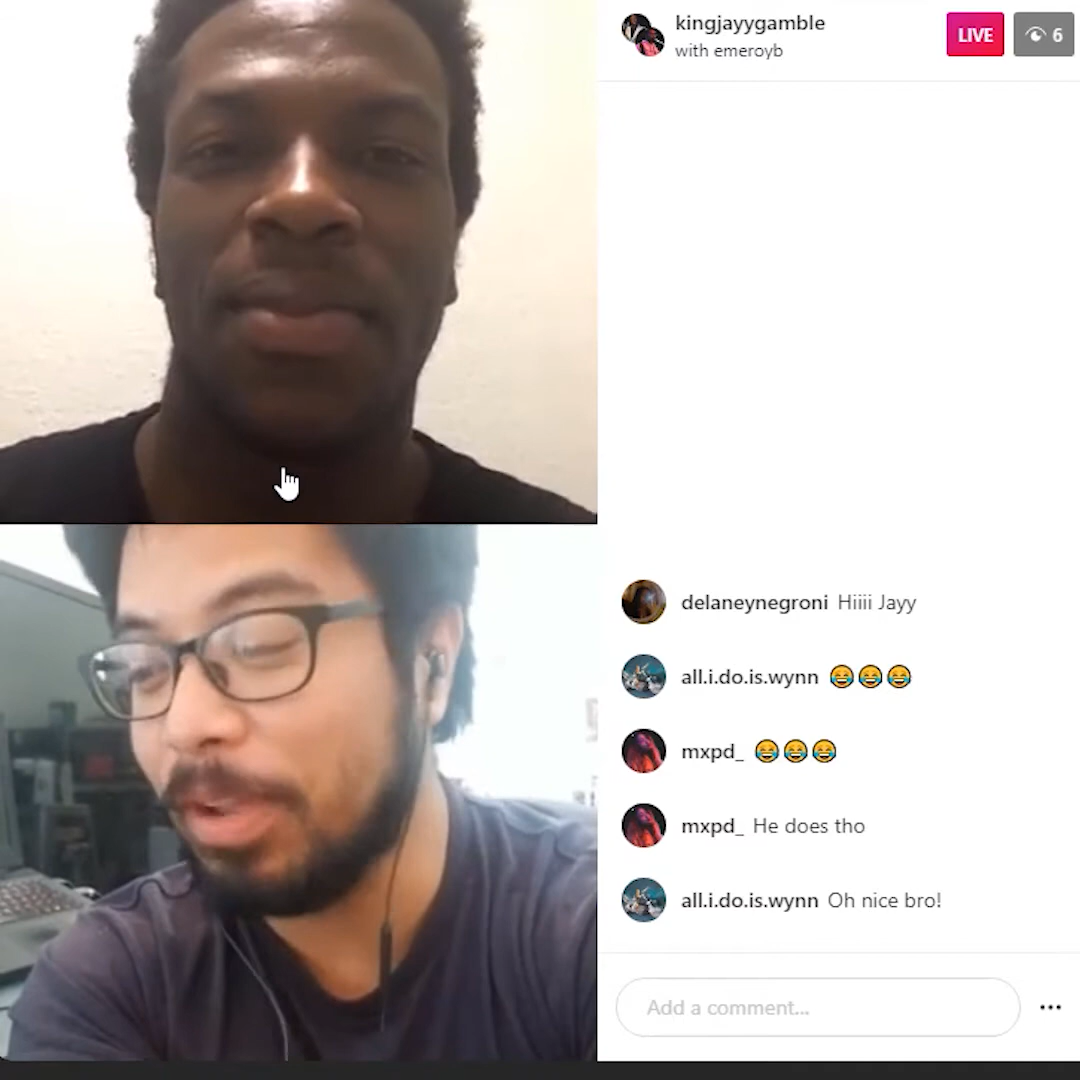 kingjayygamble
with emeroyb
LIVE
6
delaneynegroni Hiiii Jayy
all.i.do.is.wynn 😂😂😂
mxpd_ 😂😂😂
mxpd_ He does tho
all.i.do.is.wynn Oh nice bro!
Add a comment...